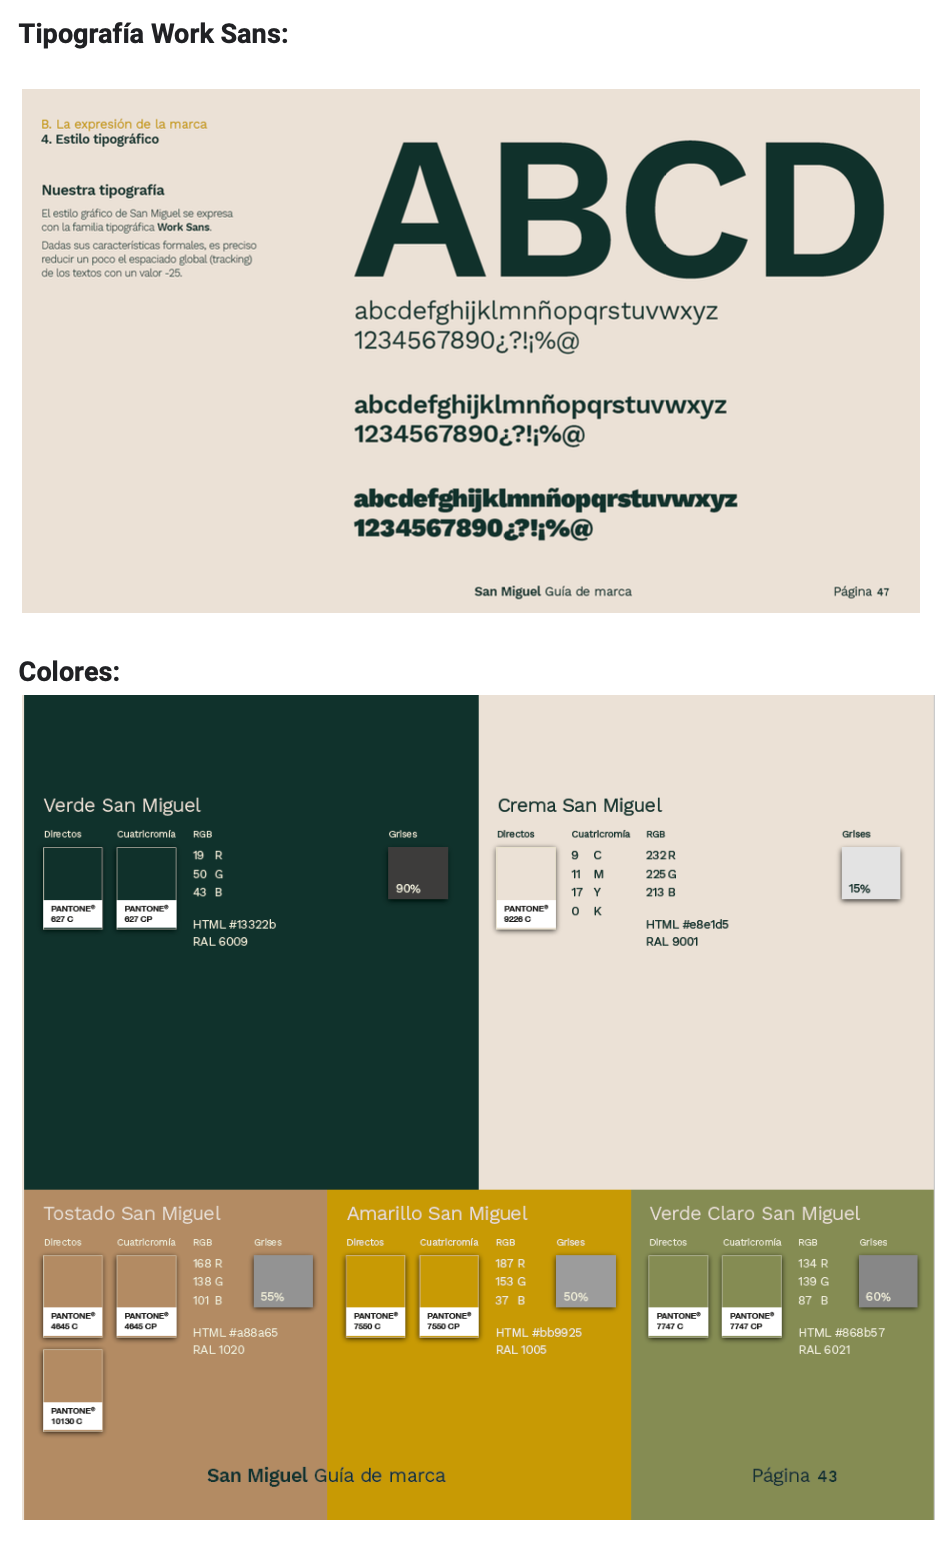 Tipografía Work Sans:
B. La expresión de la marca
4. Estilo tipográfico
Nuestra tipografía
El estilo gráfico de San Miguel se expresa
con la familia tipográfica Work Sans.
Dadas sus características formales, es preciso
reducir un poco el espaciado global (tracking)
de los textos con un valor -25.
ABCD
abcdefghijklmnñopqrstuvwxyz
1234567890¿?!¡%@
abcdefghijklmnñopqrstuvwxyz
1234567890¿?!¡%@
abcdefghijklmnñopqrstuvwxyz
1234567890¿?!¡%@
San Miguel Guía de marca
Página 47
Colores:
Verde San Miguel
Directos Cuatricromía RGB Grises
19 R
50 G
43 B
90%
PANTONE® 627 C
PANTONE® 627 CP
HTML #13322b
RAL 6009
Crema San Miguel
Directos Cuatricromía RGB Grises
9 C 232 R
11 M 225 G
17 Y 213 B
0 K
15%
PANTONE® 9226 C
HTML #e8e1d5
RAL 9001
Tostado San Miguel
Directos Cuatricromía RGB Grises
168 R
138 G
101 B
55%
PANTONE® 4645 C
PANTONE® 4645 CP
HTML #a88a65
RAL 1020
PANTONE® 10130 C
Amarillo San Miguel
Directos Cuatricromía RGB Grises
187 R
153 G
37 B
50%
PANTONE® 7550 C
PANTONE® 7550 CP
HTML #bb9925
RAL 1005
Verde Claro San Miguel
Directos Cuatricromía RGB Grises
134 R
139 G
87 B
60%
PANTONE® 7747 C
PANTONE® 7747 CP
HTML #868b57
RAL 6021
San Miguel Guía de marca
Página 43